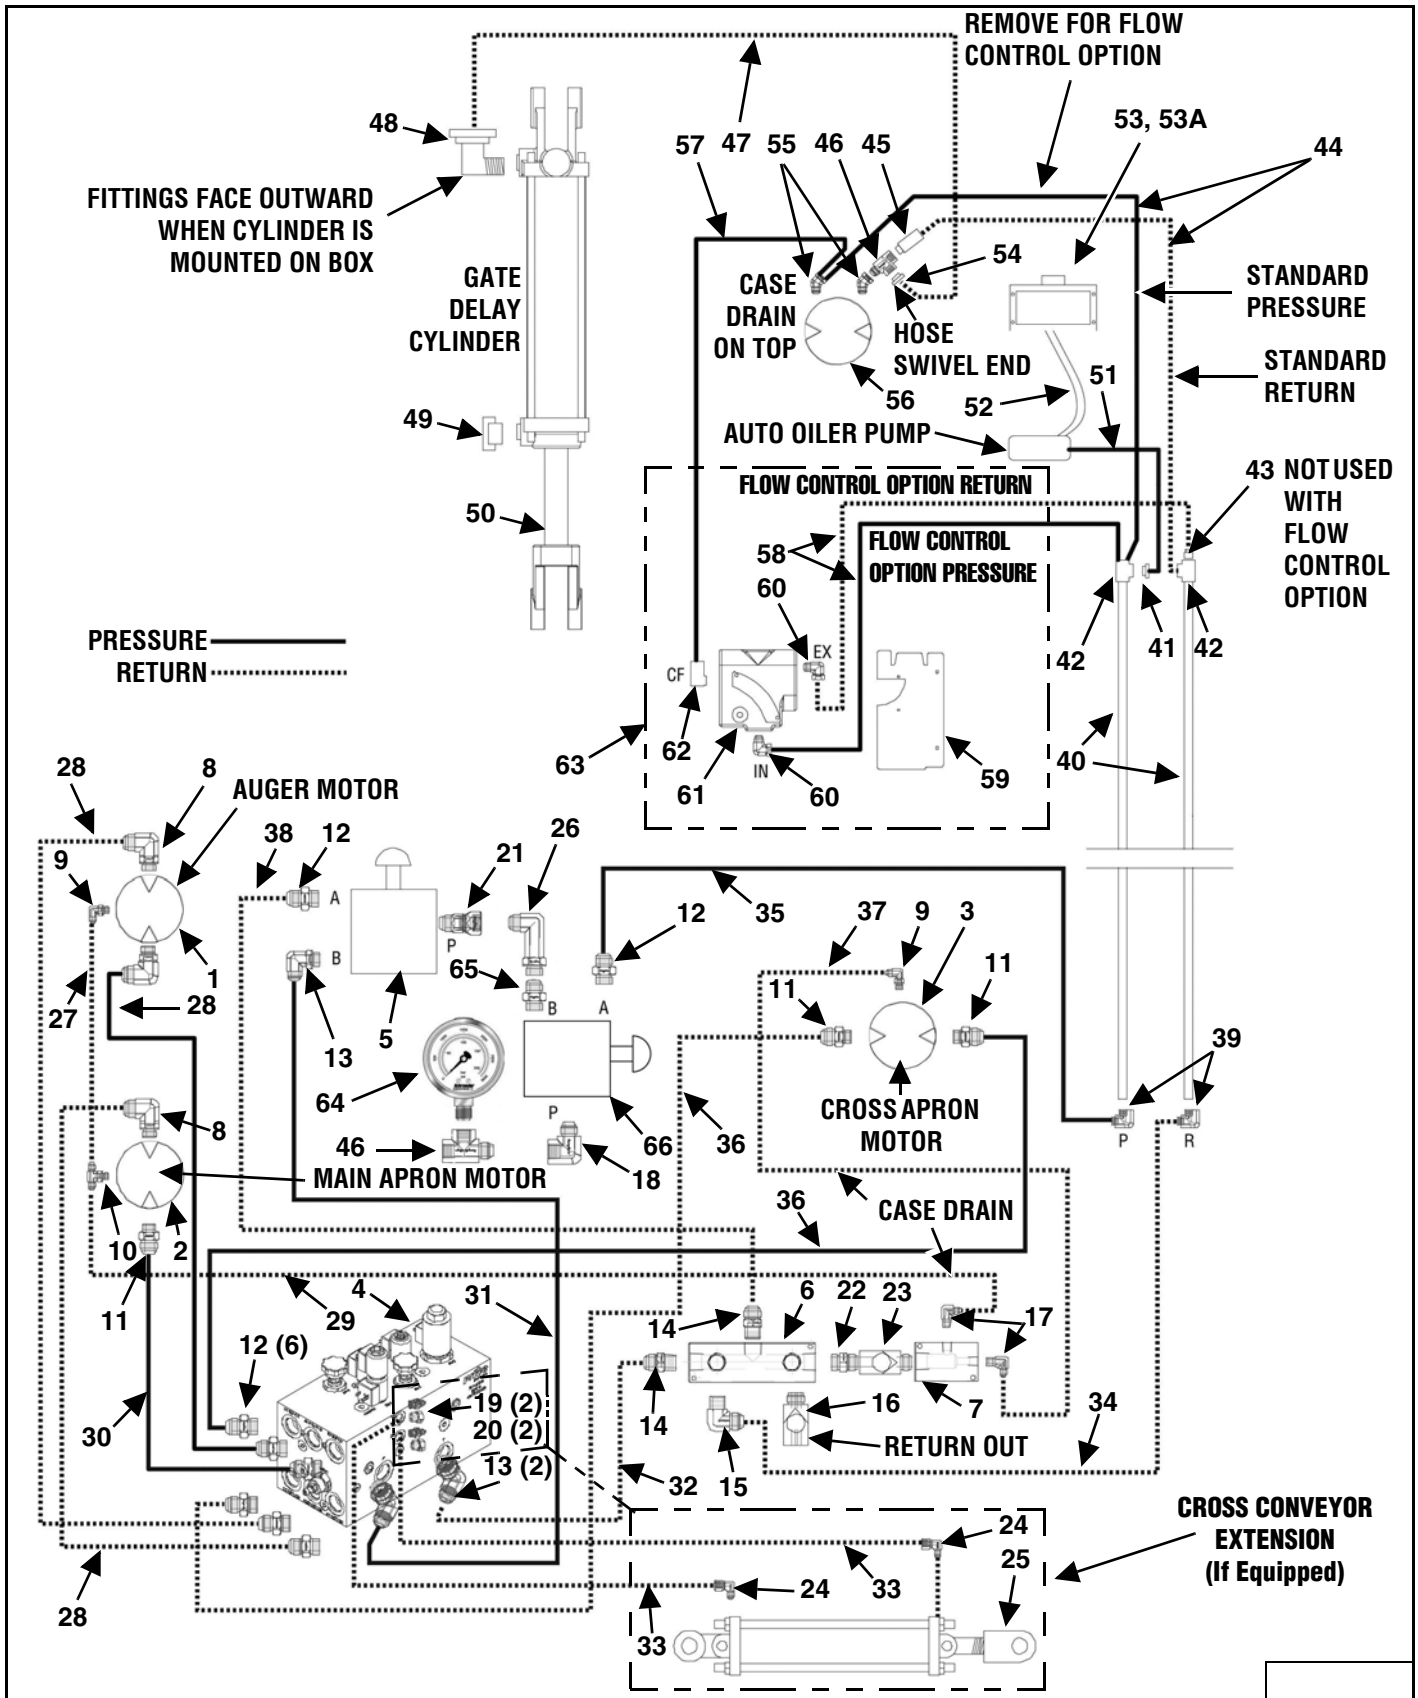 REMOVE FOR FLOW
CONTROL OPTION
48
57
47
55
46
45
53, 53A
44
FITTINGS FACE OUTWARD
WHEN CYLINDER IS
MOUNTED ON BOX
GATE
DELAY
CYLINDER
CASE
DRAIN
ON TOP
54
HOSE
SWIVEL END
STANDARD
PRESSURE
STANDARD
RETURN
49
56
52
51
AUTO OILER PUMP
50
FLOW CONTROL OPTION RETURN
43 NOT USED
WITH
FLOW
CONTROL
OPTION
58
FLOW CONTROL
OPTION PRESSURE
60
EX
CF
42
41
42
PRESSURE
RETURN
63
62
61
IN
60
59
40
28
8
AUGER MOTOR
9
38
12
A
21
26
P
35
12
37
9
3
11
B
65
1
27
28
13
5
B
A
11
64
39
8
P
66
36
CROSS APRON
MOTOR
P
R
46
18
MAIN APRON MOTOR
10
2
36
CASE DRAIN
11
29
4
31
6
22
23
17
14
12 (6)
19 (2)
20 (2)
13 (2)
14
16
7
34
30
RETURN OUT
32
15
CROSS CONVEYOR
EXTENSION
(If Equipped)
24
25
33
24
28
33